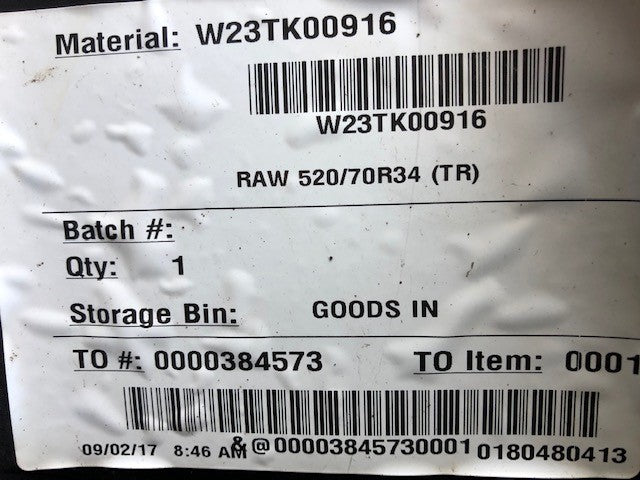 Material: W23TK00916
W23TK00916
RAW 520/70R34 (TR)
Batch #:
Qty: 1
Storage Bin: GOODS IN
TO #: 0000384573 TO Item: 0001
09/02/17 8:46 AM & @00003845730001 0180480413